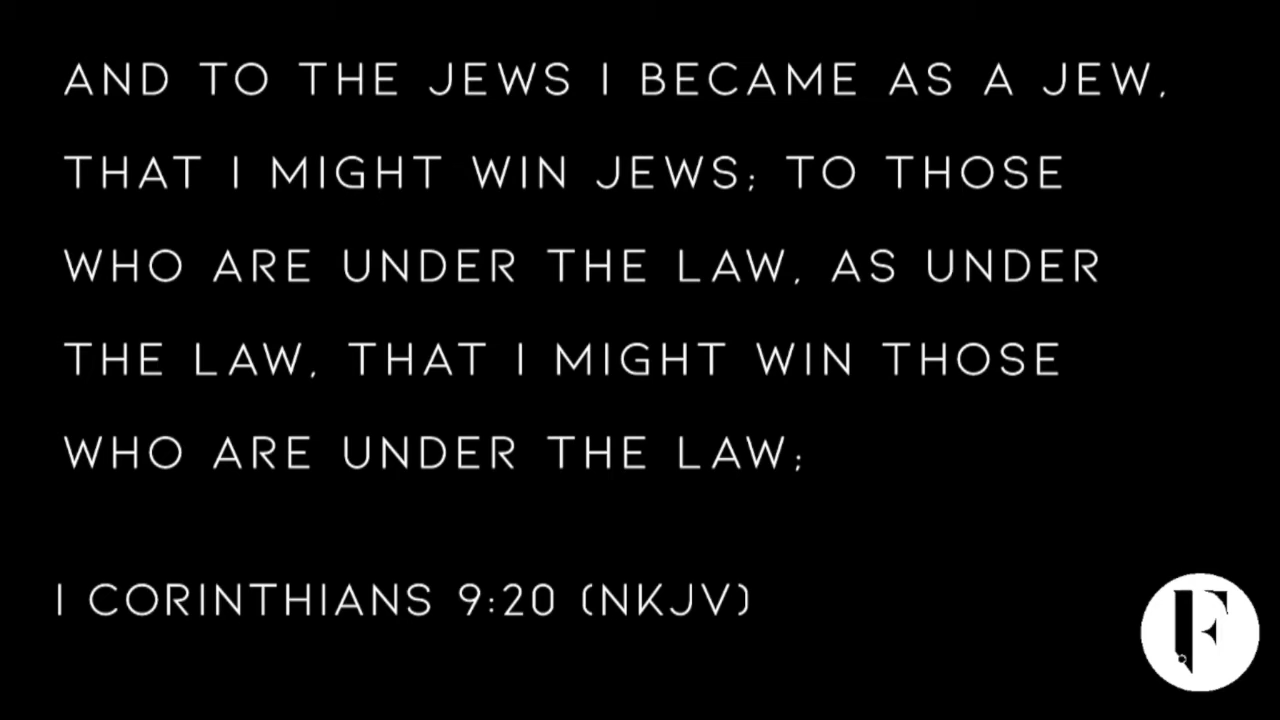 AND TO THE JEWS I BECAME AS A JEW,
THAT I MIGHT WIN JEWS; TO THOSE
WHO ARE UNDER THE LAW, AS UNDER
THE LAW, THAT I MIGHT WIN THOSE
WHO ARE UNDER THE LAW;
I CORINTHIANS 9:20 (NKJV)
F